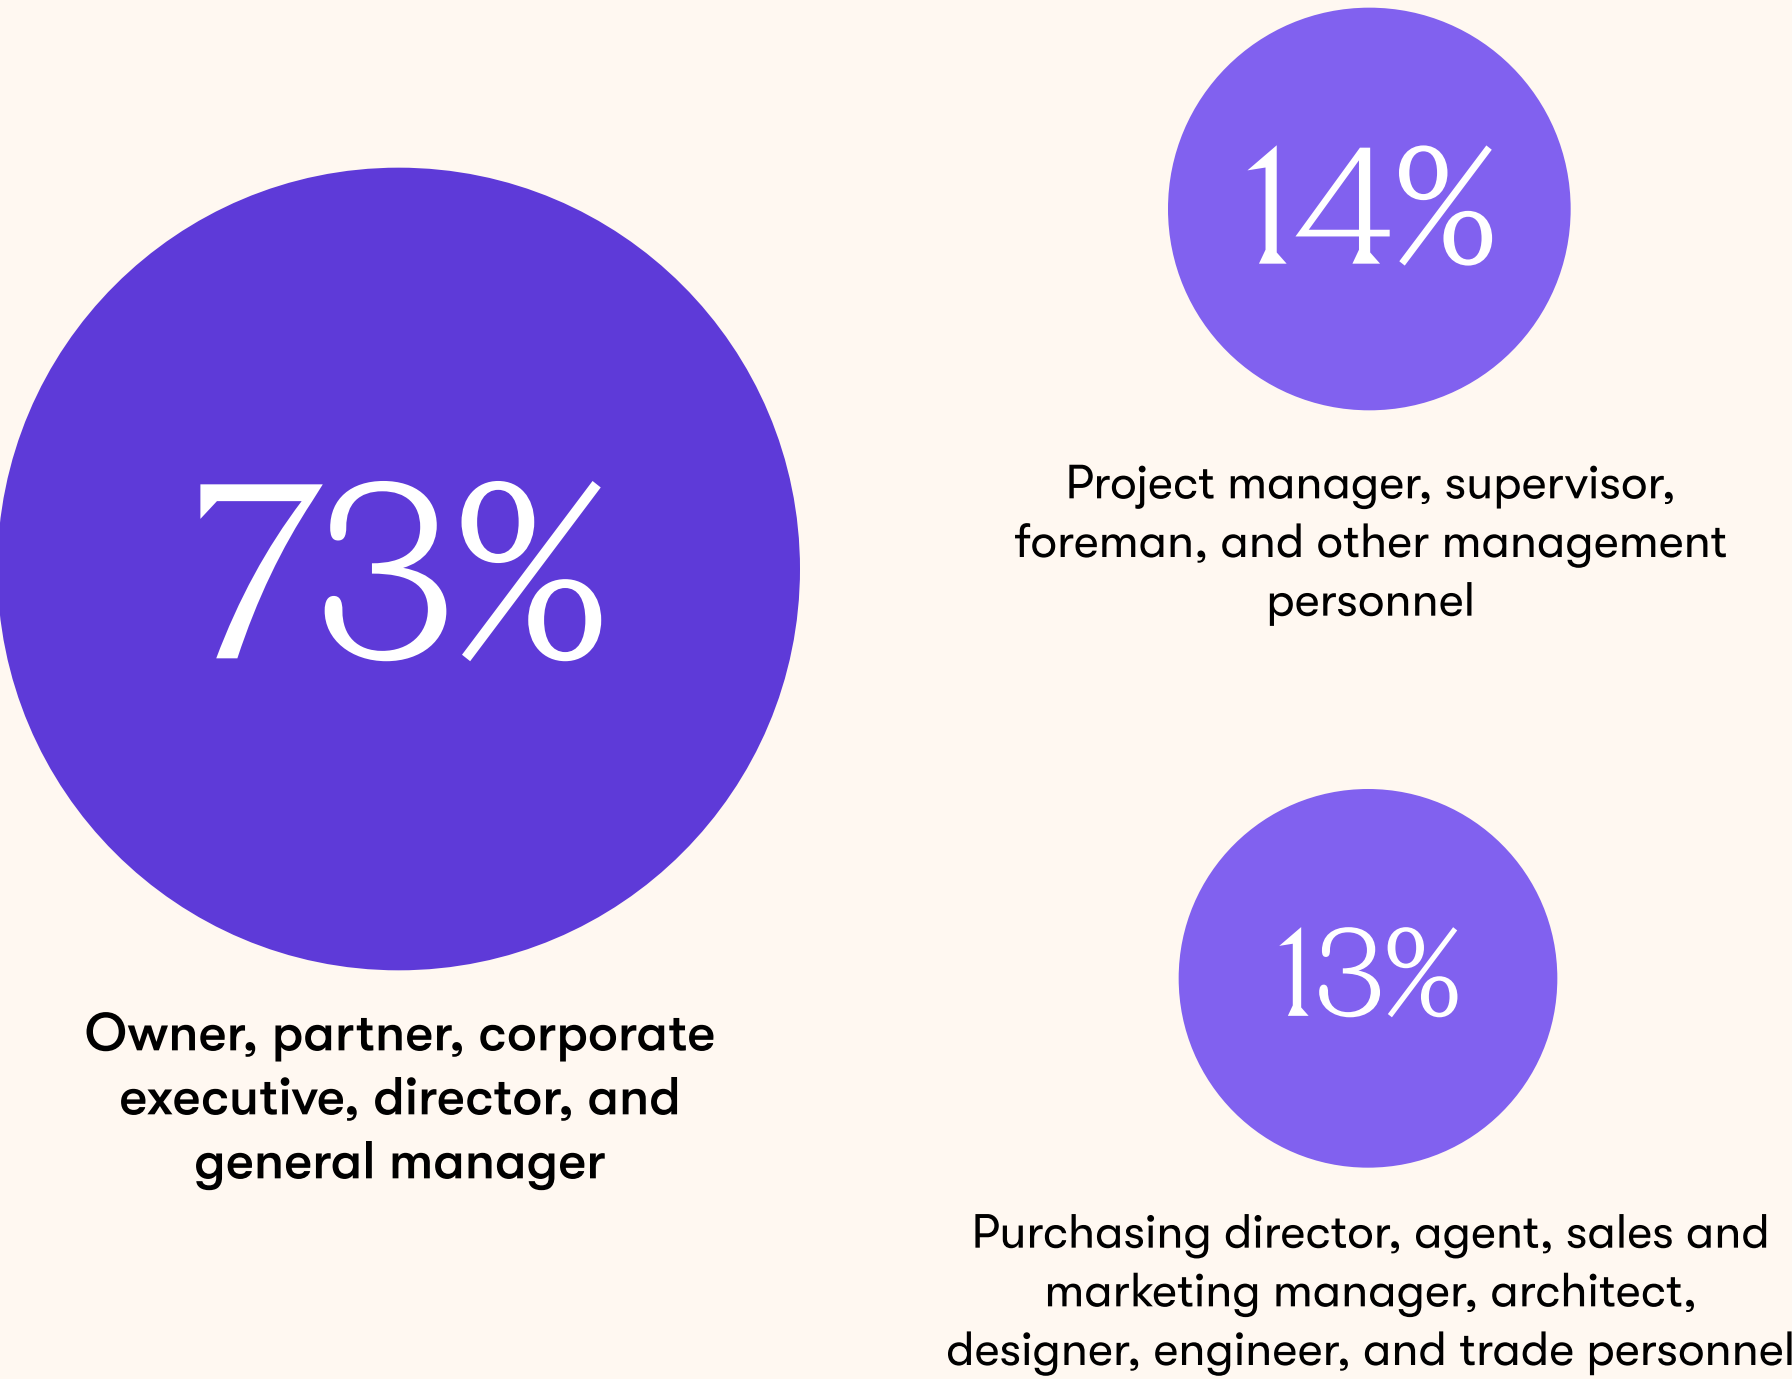 73%
Owner, partner, corporate
executive, director, and
general manager
14%
Project manager, supervisor,
foreman, and other management
personnel
13%
Purchasing director, agent, sales and
marketing manager, architect,
designer, engineer, and trade personnel